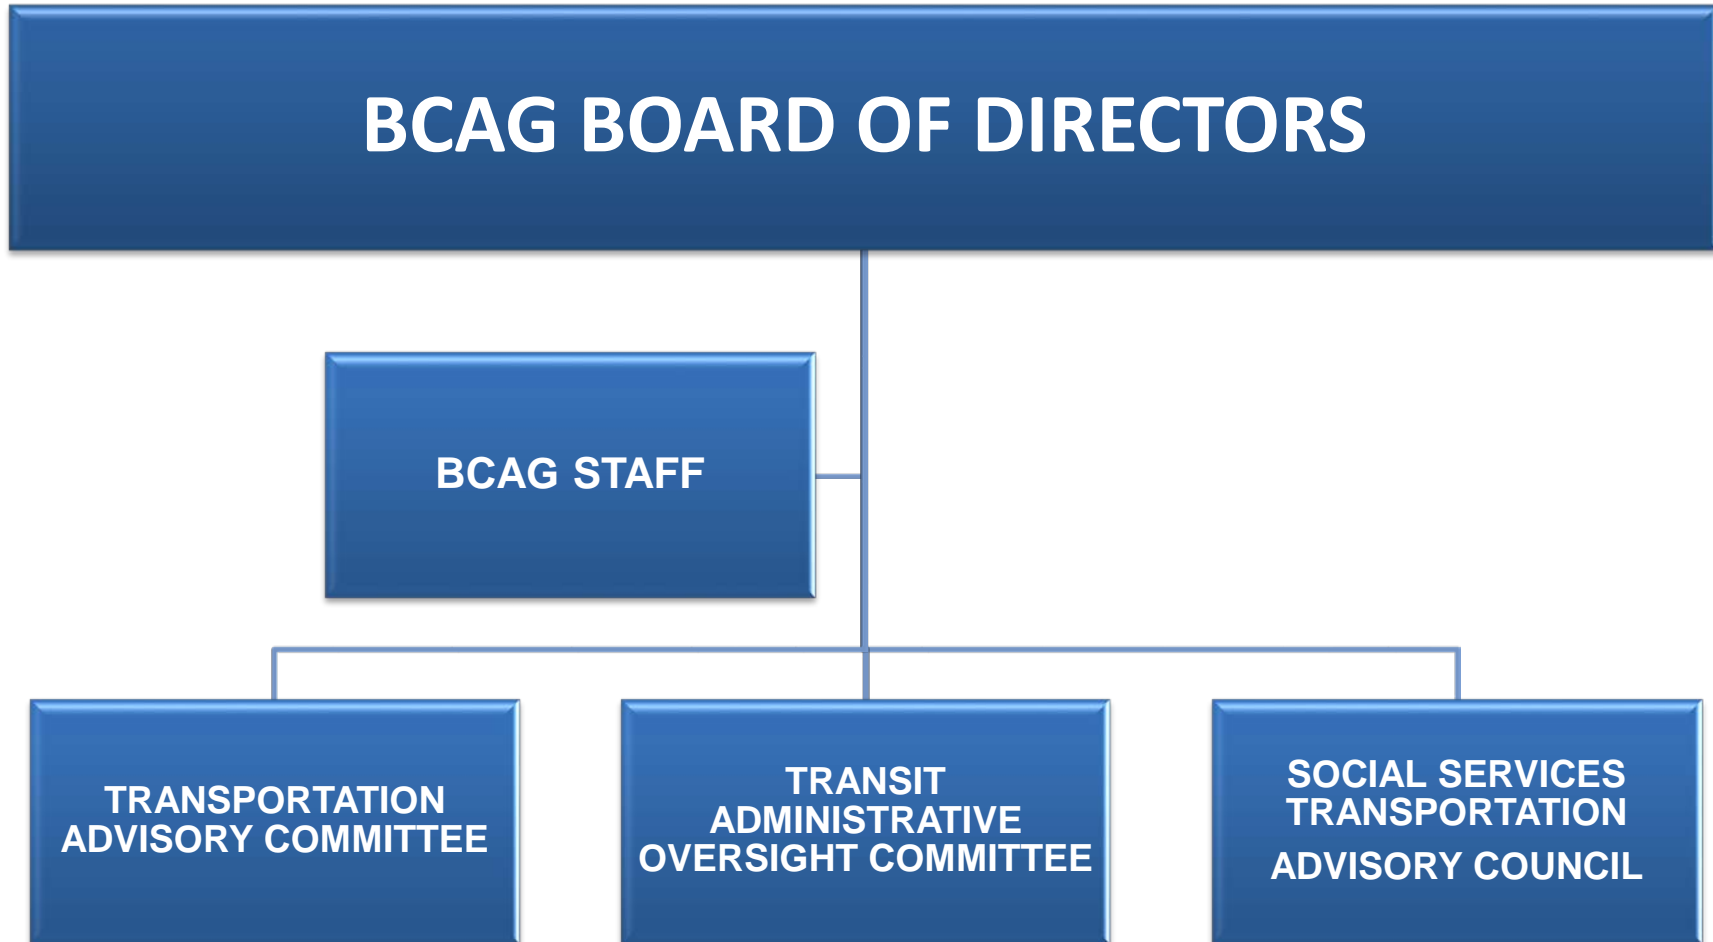 BCAG BOARD OF DIRECTORS
BCAG STAFF
TRANSPORTATION
ADVISORY COMMITTEE
TRANSIT
ADMINISTRATIVE
OVERSIGHT COMMITTEE
SOCIAL SERVICES
TRANSPORTATION
ADVISORY COUNCIL